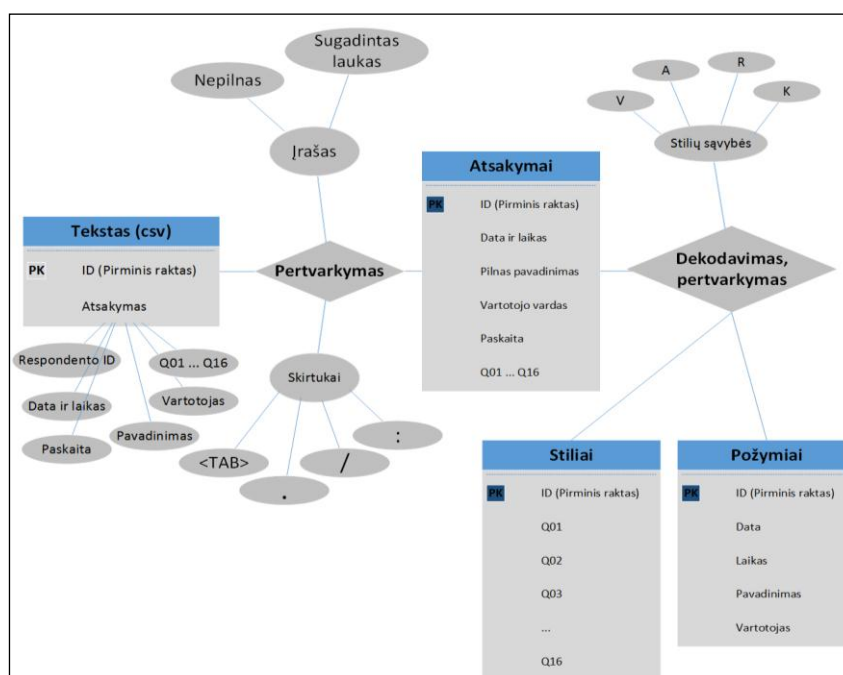 Sugadintas
laukas
Nepilnas
Įrašas
R
A
K
V
Stilių sąvybės
Tekstas (csv)
PK ID (Pirminis raktas)
Atsakymas
Pertvarkymas
Atsakymai
PK ID (Pirminis raktas)
Data ir laikas
Pilnas pavadinimas
Vartotojo vardas
Paskaita
Q01 ... Q16
Dekodavimas,
pertvarkymas
Respondento ID
Q01 ... Q16
Data ir laikas
Vartotojas
Paskaita
Pavadinimas
Skirtukai
<TAB>
.
/
:
Stiliai
PK ID (Pirminis raktas)
Q01
Q02
Q03
...
Q16
Požymiai
PK ID (Pirminis raktas)
Data
Laikas
Pavadinimas
Vartotojas